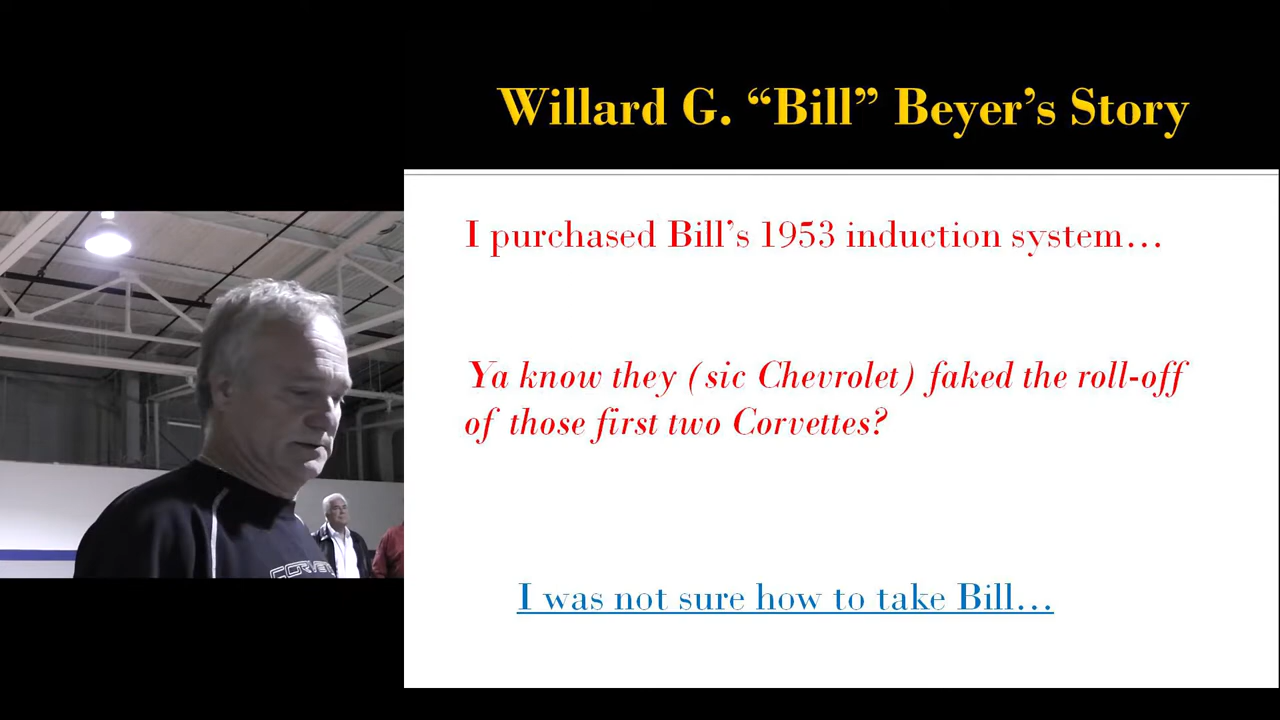 Willard G. “Bill” Beyer’s Story
I purchased Bill’s 1953 induction system…
Ya know they (sic Chevrolet) faked the roll-off
of those first two Corvettes?
I was not sure how to take Bill…